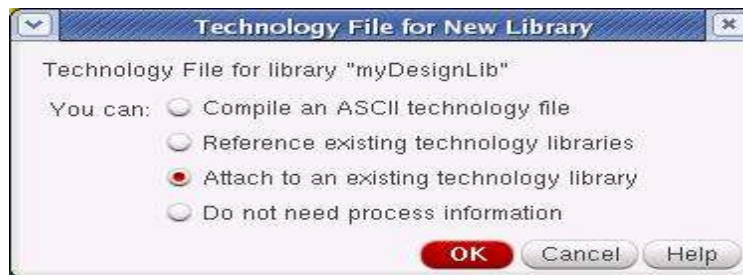 Technology File for New Library
Technology File for library "myDesignLib"
You can: Compile an ASCII technology file
Reference existing technology libraries
Attach to an existing technology library
Do not need process information
OK Cancel Help